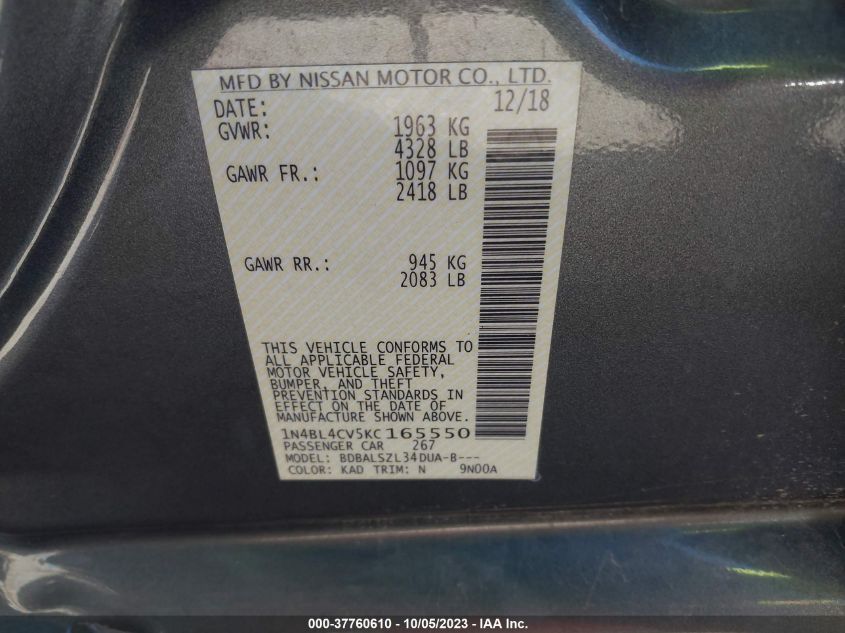 MFD BY NISSAN MOTOR CO., LTD.
DATE: 12/18
GVWR: 1963 KG
4328 LB
GAWR FR.: 1097 KG
2418 LB
GAWR RR.: 945 KG
2083 LB
THIS VEHICLE CONFORMS TO
ALL APPLICABLE FEDERAL
MOTOR VEHICLE SAFETY,
BUMPER, AND THEFT
PREVENTION STANDARDS IN
EFFECT ON THE DATE OF
MANUFACTURE SHOWN ABOVE.
1N4BL4CV5KC165550
PASSENGER CAR 267
MODEL: BDBALSZL34DUA-B---
COLOR: KAD TRIM: N 9N00A
000-37760610 - 10/05/2023 - IAA Inc.